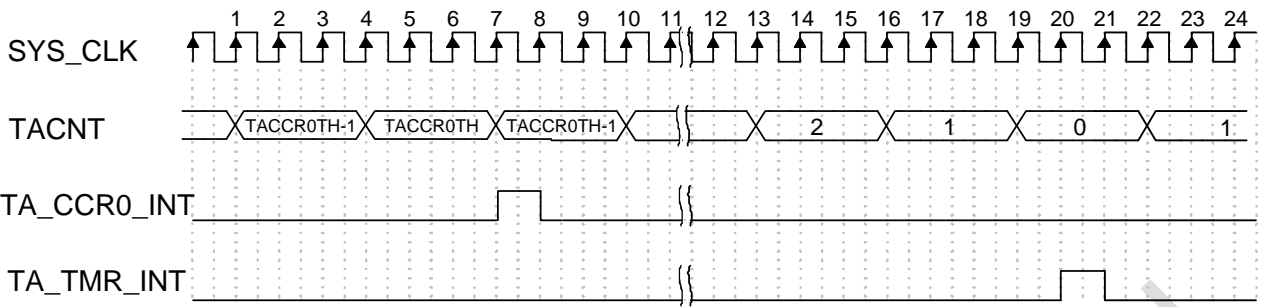 1 2 3 4 5 6 7 8 9 10 11 12 13 14 15 16 17 18 19 20 21 22 23 24
SYS_CLK
TACNT TACCR0TH-1 TACCR0TH TACCR0TH-1 2 1 0 1
TA_CCR0_INT
TA_TMR_INT